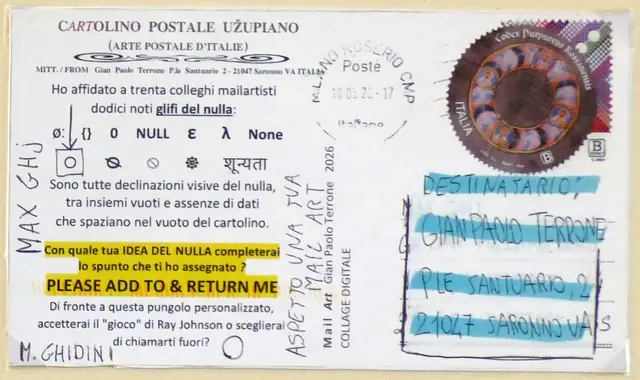 CARTOLINO POSTALE UŽUPIANO
(ARTE POSTALE D'ITALIE)
MITT. / FROM Gian Paolo Terrone P.le Santuario 2 - 21047 Saronno VA ITALIA
Ho affidato a trenta colleghi mailartisti
dodici noti glifi del nulla:
ø: {} 0 NULL ε λ None
शून्यता
Sono tutte declinazioni visive del nulla,
tra insiemi vuoti e assenze di dati
che spaziano nel vuoto del cartolino.
Con quale tua IDEA DEL NULLA completerai
lo spunto che ti ho assegnato ?
PLEASE ADD TO & RETURN ME
Di fronte a questa pungolo personalizzato,
accetterai il "gioco" di Ray Johnson o sceglierai
di chiamarti fuori?
M. GHIDINI
MAX GHJ
ASPETTO UNA TUA
MAIL ART
Mail Art Gian Paolo Terrone 2026
COLLAGE DIGITALE
ROSERIO CMP
Poste
Italiane
Codex Purpureus Rossanensis
ITALIA
B
DESTINATARIO:
GIAN PAOLO TERRONE
PLE SANTUARIO, 2
21047 SARONNO VA